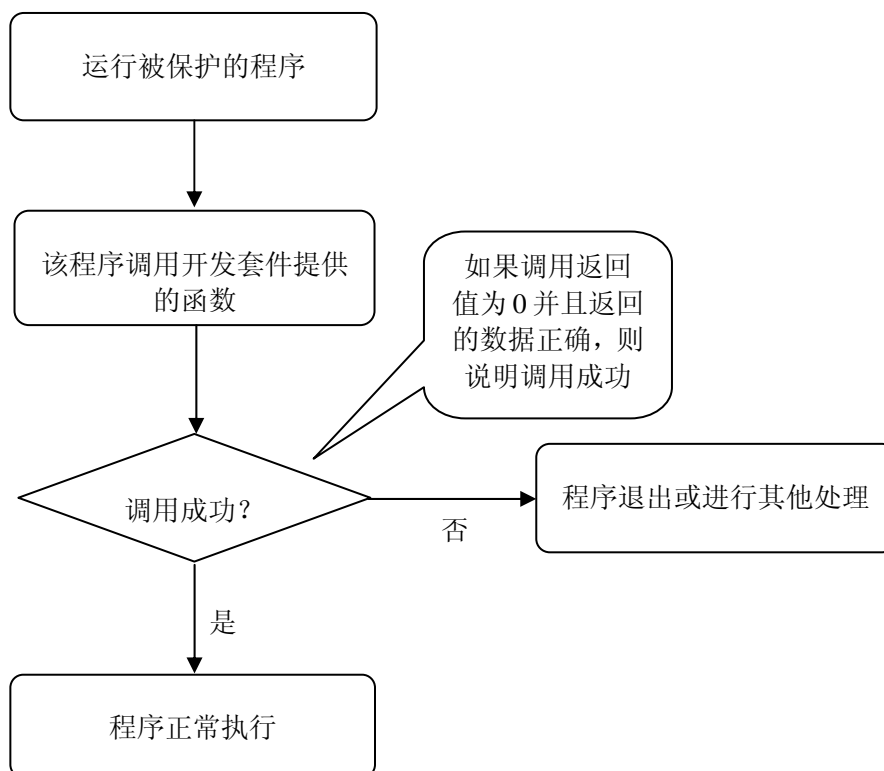 运行被保护的程序
该程序调用开发套件提供
的函数
如果调用返回
值为0并且返回
的数据正确，则
说明调用成功
调用成功？
否
程序退出或进行其他处理
是
程序正常执行